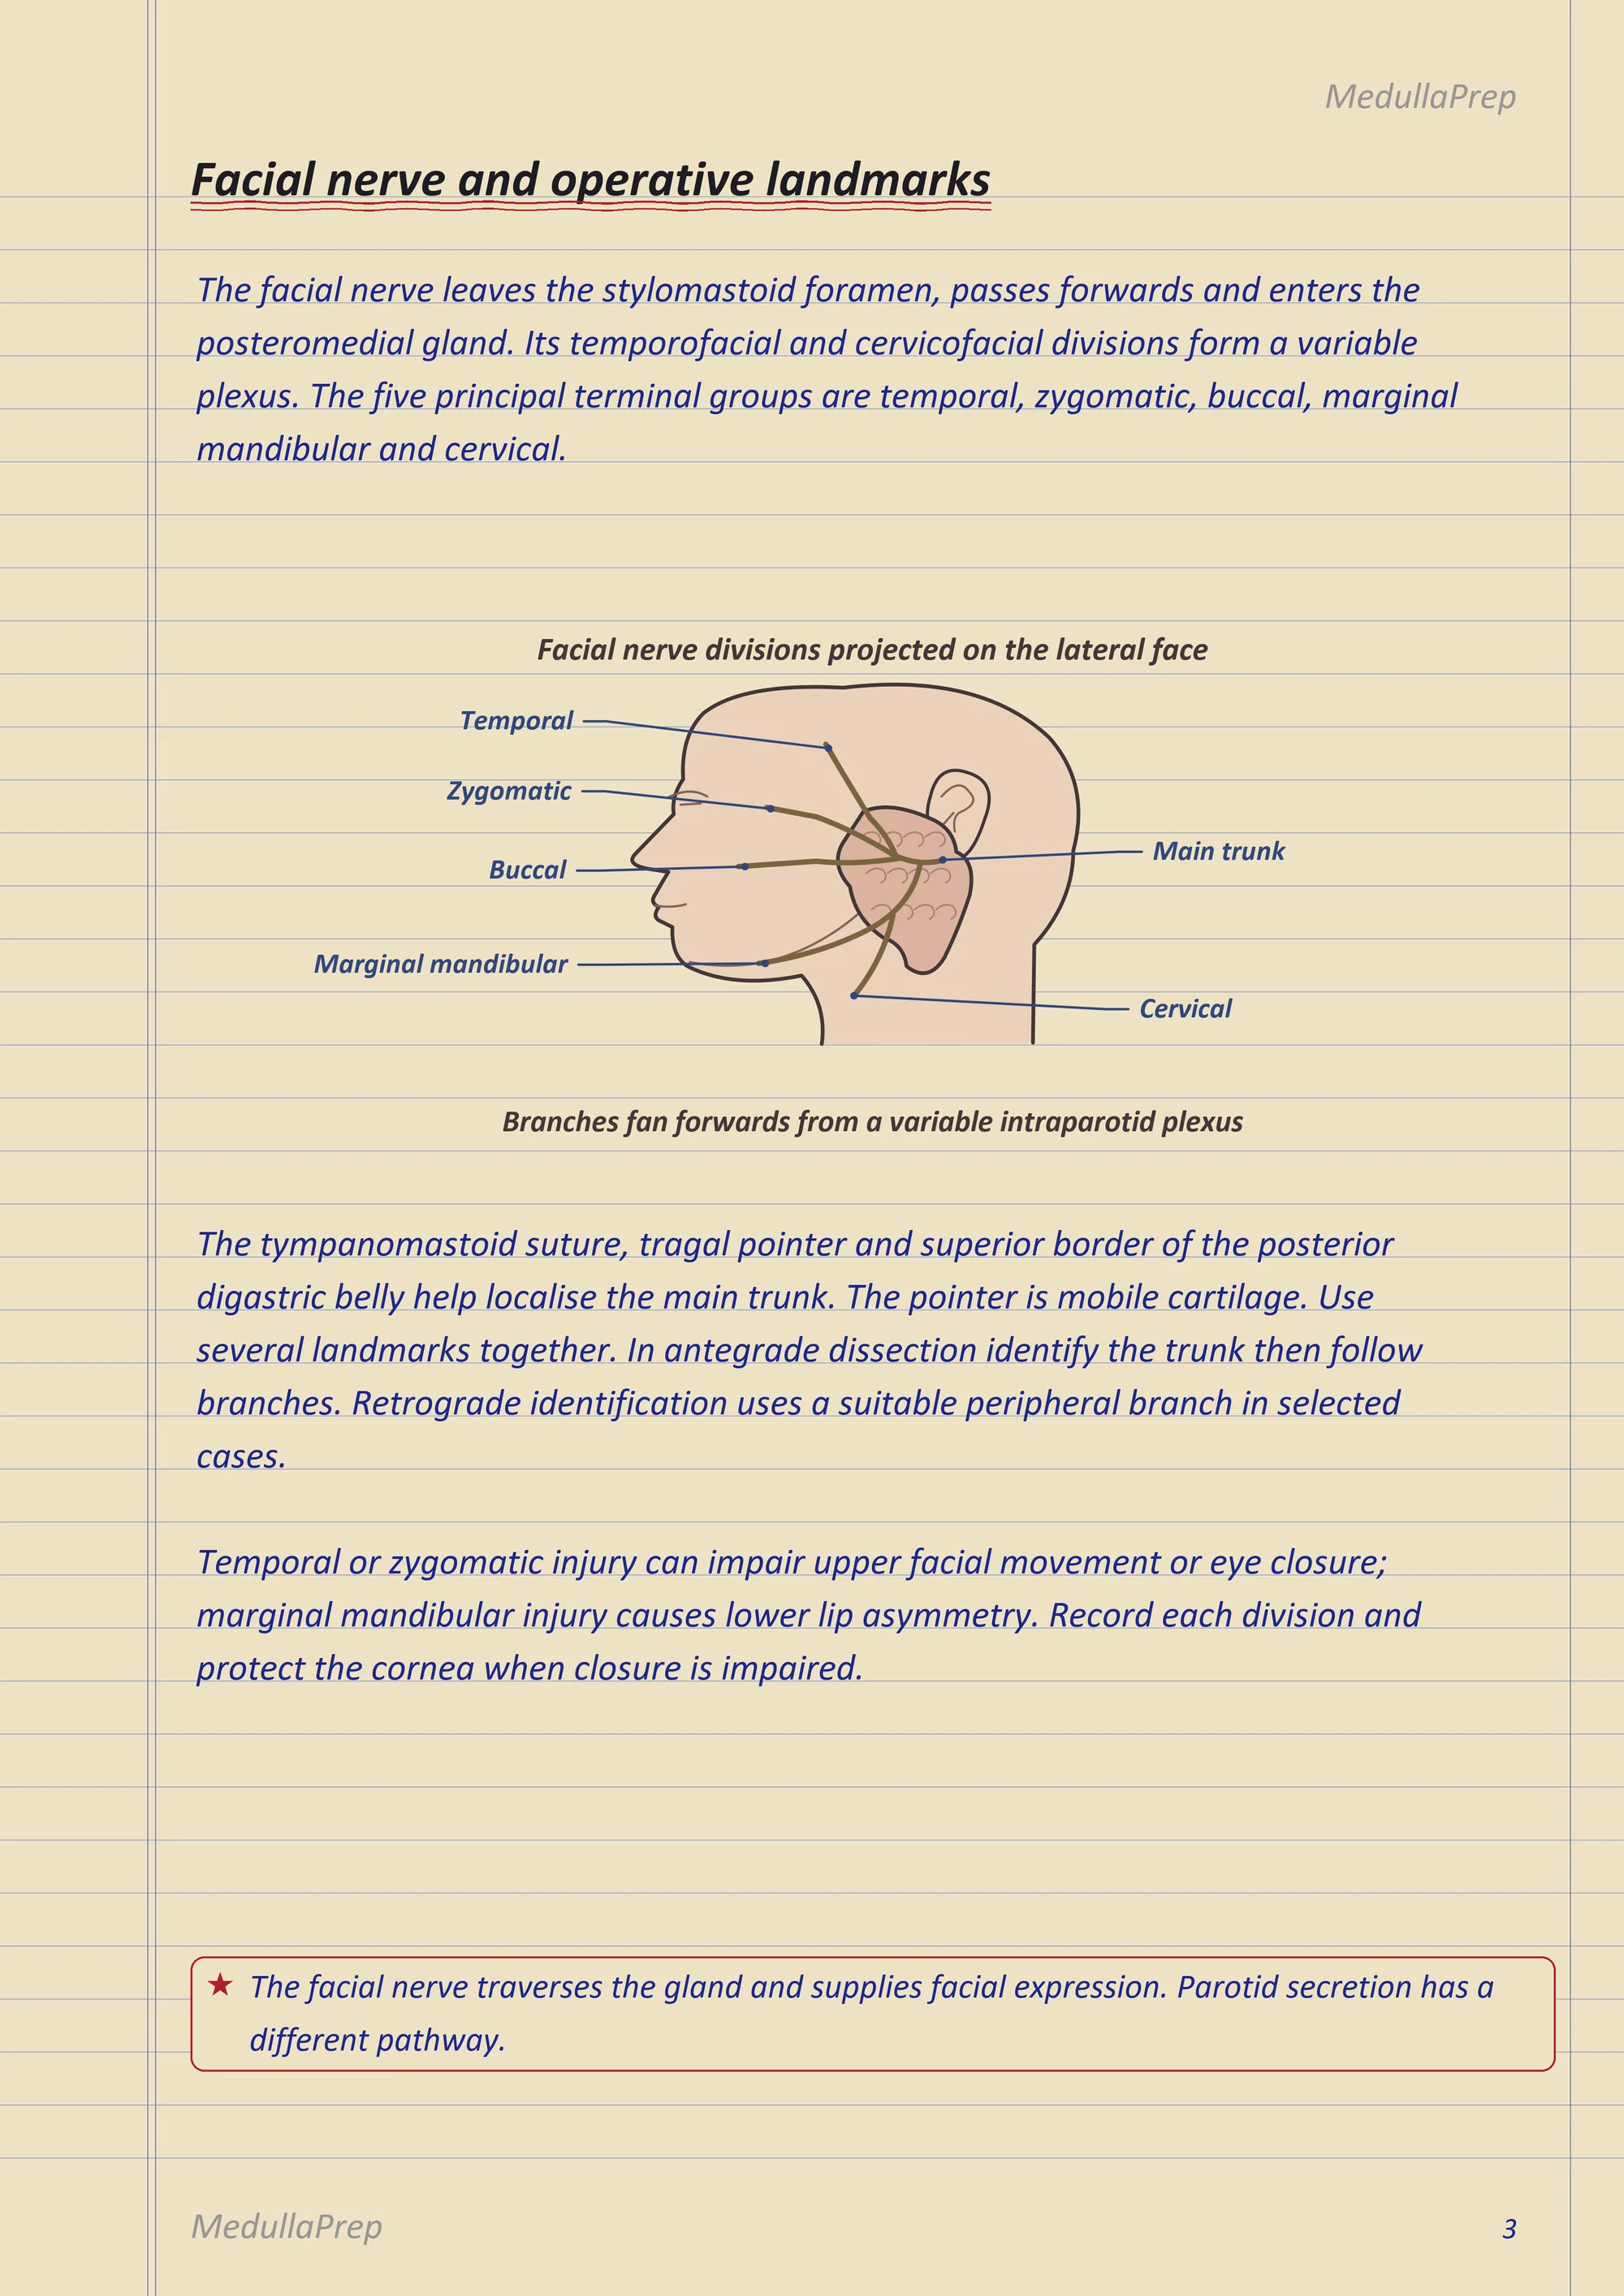 MedullaPrep
Facial nerve and operative landmarks
The facial nerve leaves the stylomastoid foramen, passes forwards and enters the
posteromedial gland. Its temporofacial and cervicofacial divisions form a variable
plexus. The five principal terminal groups are temporal, zygomatic, buccal, marginal
mandibular and cervical.
Facial nerve divisions projected on the lateral face
Temporal
Zygomatic
Buccal
Main trunk
Marginal mandibular
Cervical
Branches fan forwards from a variable intraparotid plexus
The tympanomastoid suture, tragal pointer and superior border of the posterior
digastric belly help localise the main trunk. The pointer is mobile cartilage. Use
several landmarks together. In antegrade dissection identify the trunk then follow
branches. Retrograde identification uses a suitable peripheral branch in selected
cases.
Temporal or zygomatic injury can impair upper facial movement or eye closure;
marginal mandibular injury causes lower lip asymmetry. Record each division and
protect the cornea when closure is impaired.
★ The facial nerve traverses the gland and supplies facial expression. Parotid secretion has a
different pathway.
MedullaPrep
3